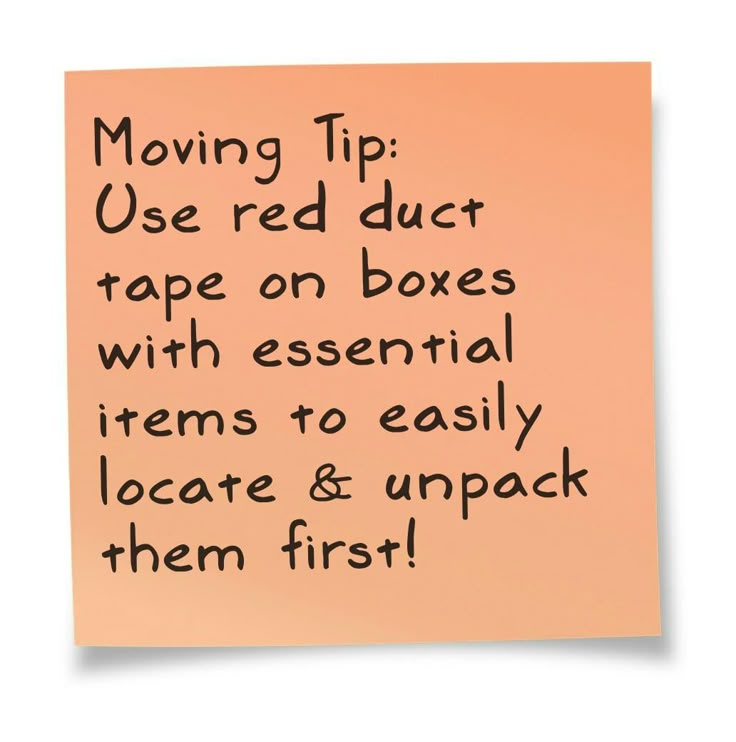 Moving Tip:
Use red duct
tape on boxes
with essential
items to easily
locate & unpack
them first!